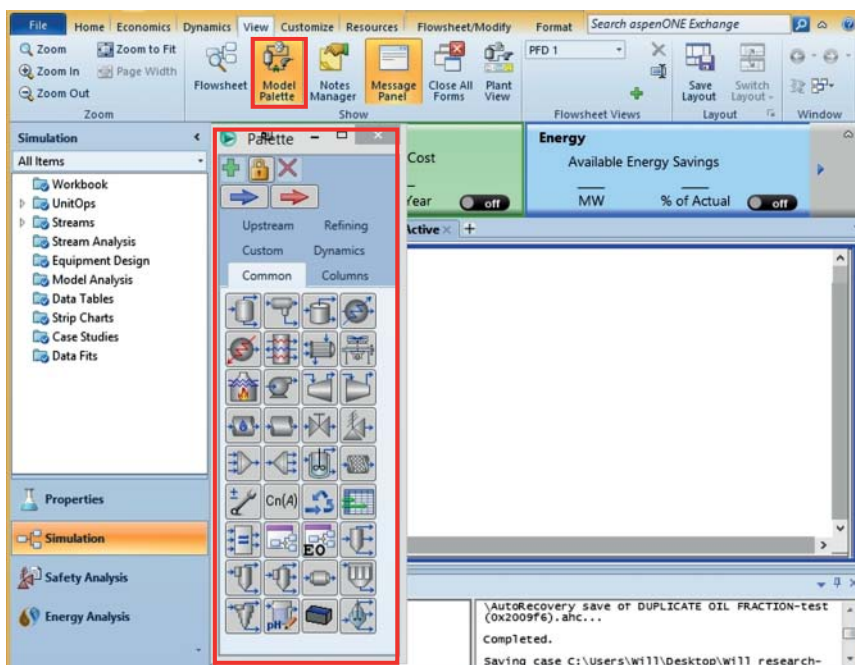 File Home Economics Dynamics View Customize Resources Flowsheet/Modify Format Search aspenONE Exchange
Zoom
Zoom In
Zoom Out
Zoom to Fit
Page Width
Zoom
Flowsheet
Model
Palette
Notes
Manager
Message
Panel
Close All
Forms
Plant
View
Show
PFD 1
Flowsheet Views
Save
Layout
Switch
Layout
Layout
Window
Simulation
All Items
Workbook
UnitOps
Streams
Stream Analysis
Equipment Design
Model Analysis
Data Tables
Strip Charts
Case Studies
Data Fits
Properties
Simulation
Safety Analysis
Energy Analysis
Palette
Upstream Refining
Custom Dynamics
Common Columns
Cn(A)
EO
pH
Cost
Year off
Energy
Available Energy Savings
MW % of Actual off
Active
\AutoRecovery save of DUPLICATE OIL FRACTION-test
(0x2009f6).ahc...
Completed.
Saving case C:\Users\Will\Desktop\Will research-